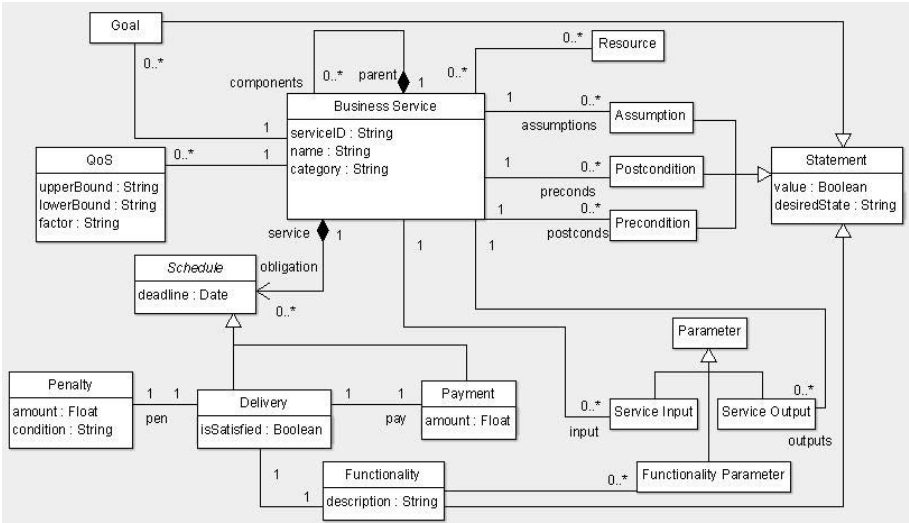 Goal
0..*
components
0..*
parent
1
0..*
0..*
Resource
Business Service
serviceID : String
name : String
category : String
1
1
0..*
assumptions
Assumption
1
0..*
preconds
Postcondition
1
0..*
postconds
Precondition
Statement
value : Boolean
desiredState : String
QoS
upperBound : String
lowerBound : String
factor : String
0..*
1
service
1
1
1
obligation
0..*
Schedule
deadline : Date
Parameter
Penalty
amount : Float
condition : String
1
1
pen
Delivery
isSatisfied : Boolean
1
1
pay
Payment
amount : Float
0..*
input
Service Input
Service Output
0..*
outputs
1
1
Functionality
description : String
0..*
Functionality Parameter